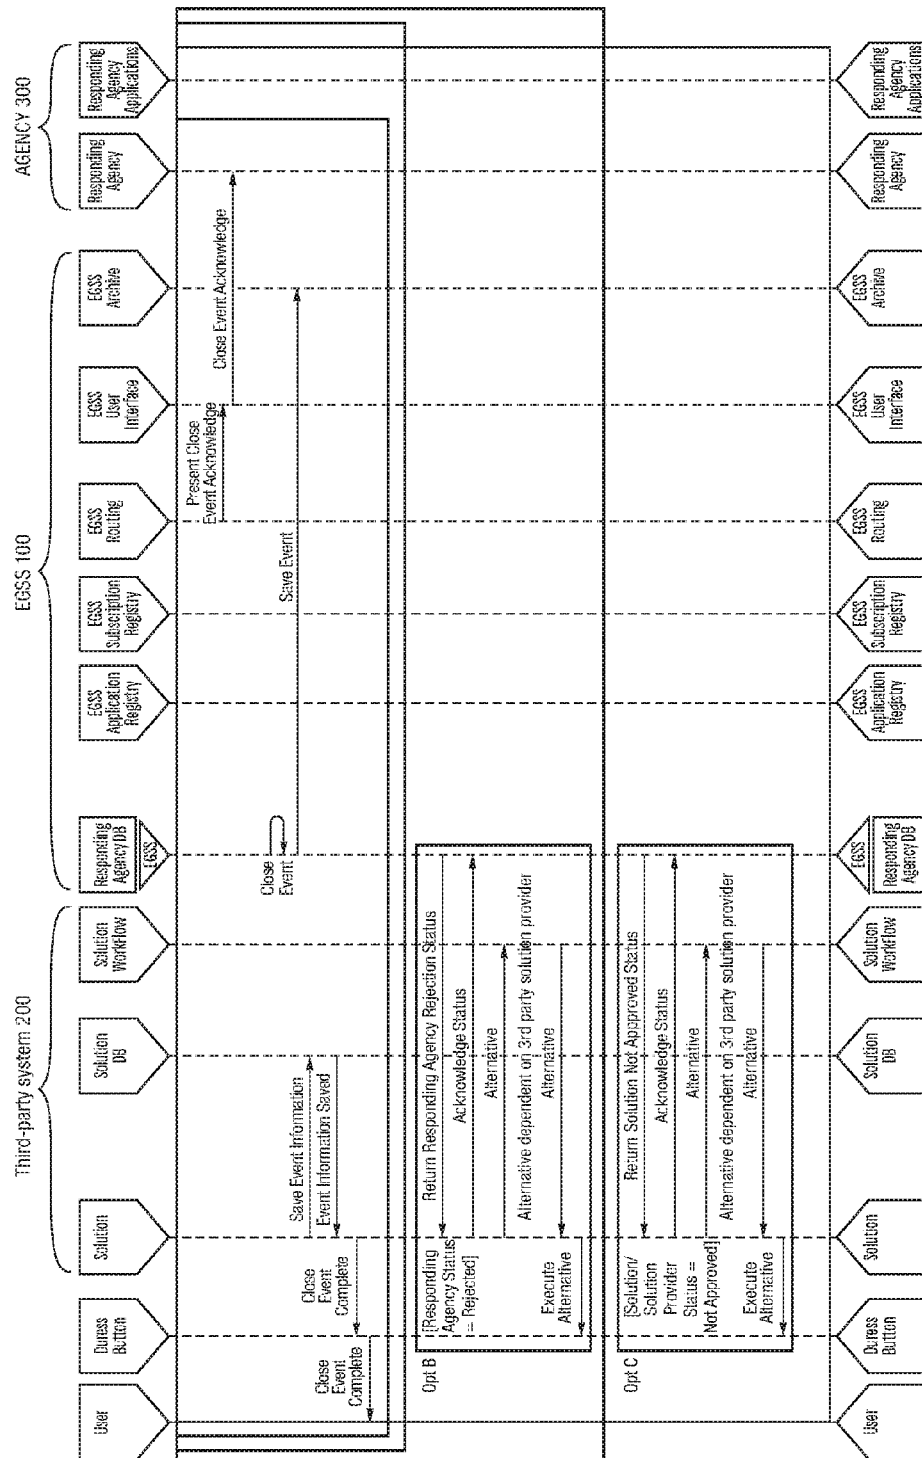 Third-party system 200
EGSS 100
AGENCY 300
User
Duress
Button
Solution
Solution
DB
Solution
Workflow
Responding
Agency DB
EGSS
EGSS
Application
Registry
EGSS
Subscription
Registry
EGSS
Routing
EGSS
User
Interface
EGSS
Archive
Responding
Agency
Responding
Agency
Applications
Present Close
Event Acknowledge
Close Event Acknowledge
Close
Event
Save Event
Save Event Information
Event Information Saved
Close
Event
Complete
Close
Event
Complete
Opt B
[Responding
Agency Status
= Rejected]
Return Responding Agency Rejection Status
Acknowledge Status
Alternative
Alternative dependent on 3rd party solution provider
Alternative
Execute
Alternative
Opt C
[Solution/
Solution
Provider
Status =
Not Approved]
Return Solution Not Appproved Status
Acknowledge Status
Alternative
Alternative dependent on 3rd party solution provider
Alternative
Execute
Alternative
User
Duress
Button
Solution
Solution
DB
Solution
Workflow
EGSS
Responding
Agency DB
EGSS
Application
Registry
EGSS
Subscription
Registry
EGSS
Routing
EGSS
User
Interface
EGSS
Archive
Responding
Agency
Responding
Agency
Applications